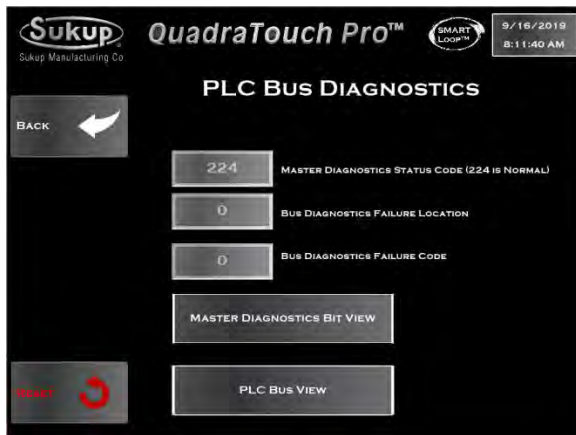 Sukup
Sukup Manufacturing Co
QuadraTouch Pro™
SMART
LOOP™
9/16/2019
8:11:40 AM
PLC BUS DIAGNOSTICS
BACK
224
MASTER DIAGNOSTICS STATUS CODE (224 IS NORMAL)
0
BUS DIAGNOSTICS FAILURE LOCATION
0
BUS DIAGNOSTICS FAILURE CODE
MASTER DIAGNOSTICS BIT VIEW
RESET
PLC BUS VIEW